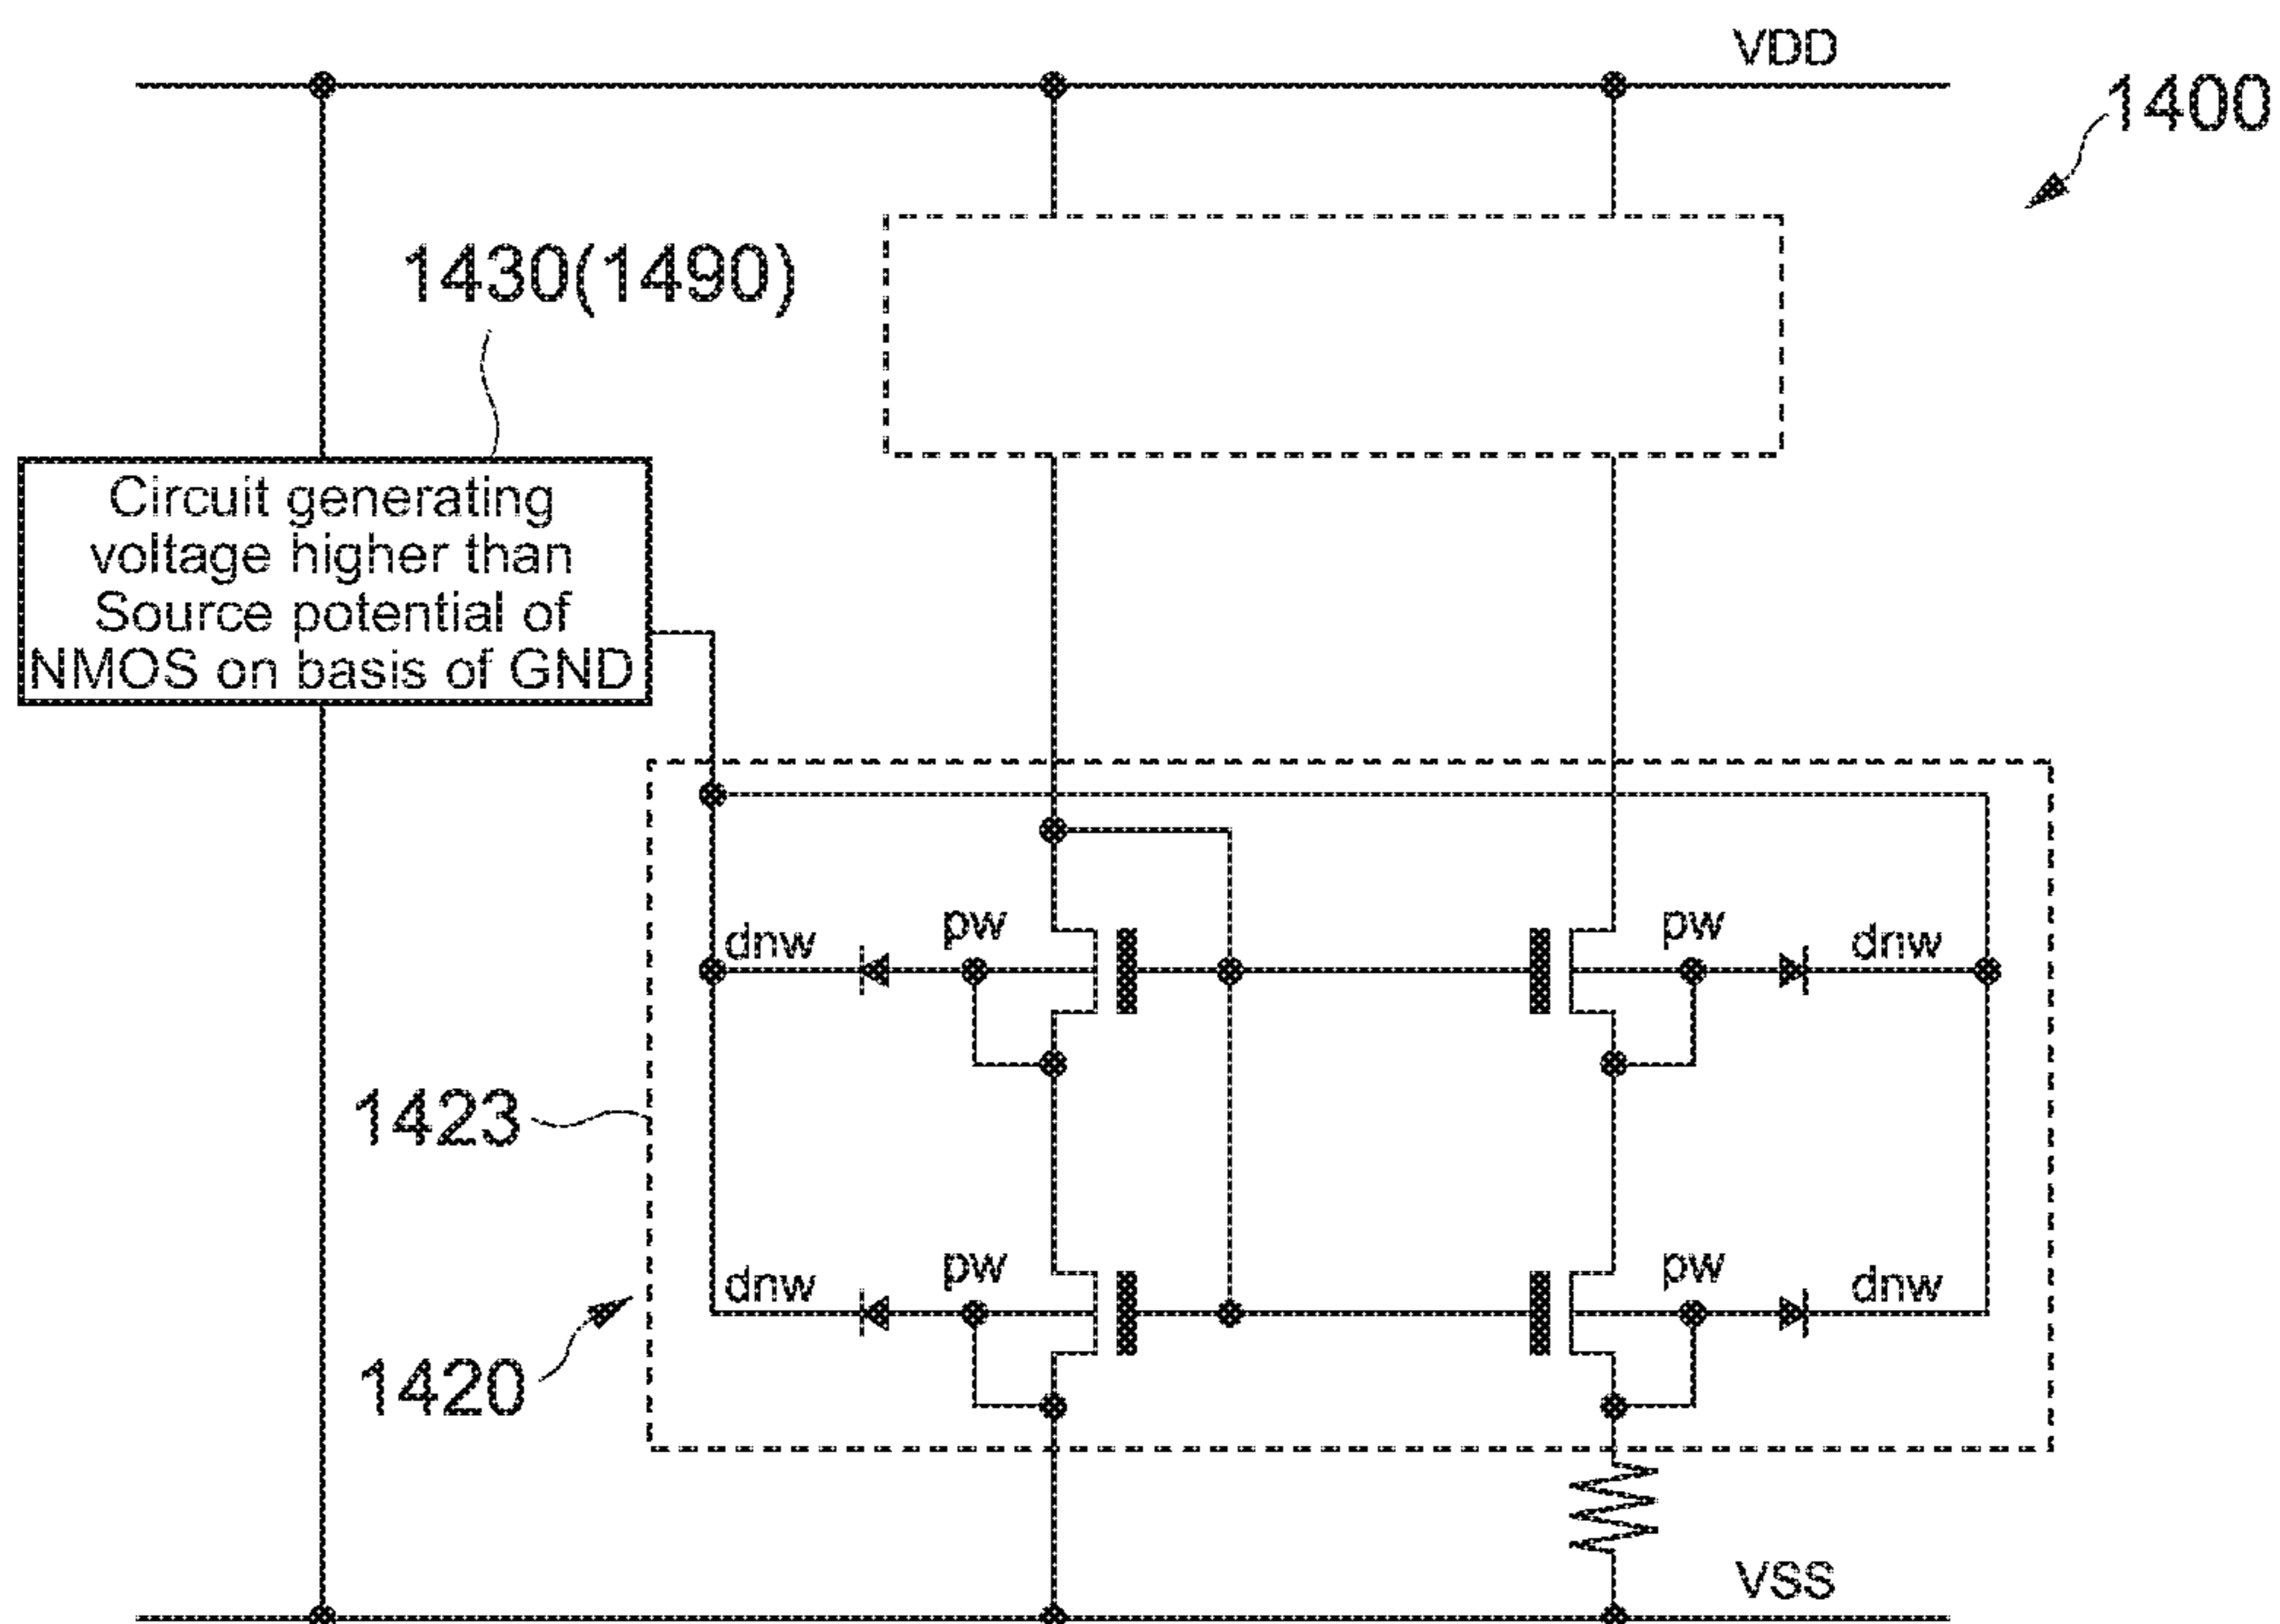 VDD
1400
1430(1490)
Circuit generating
voltage higher than
Source potential of
NMOS on basis of GND
dnw
pw
pw
dnw
1423
dnw
pw
pw
dnw
1420
VSS